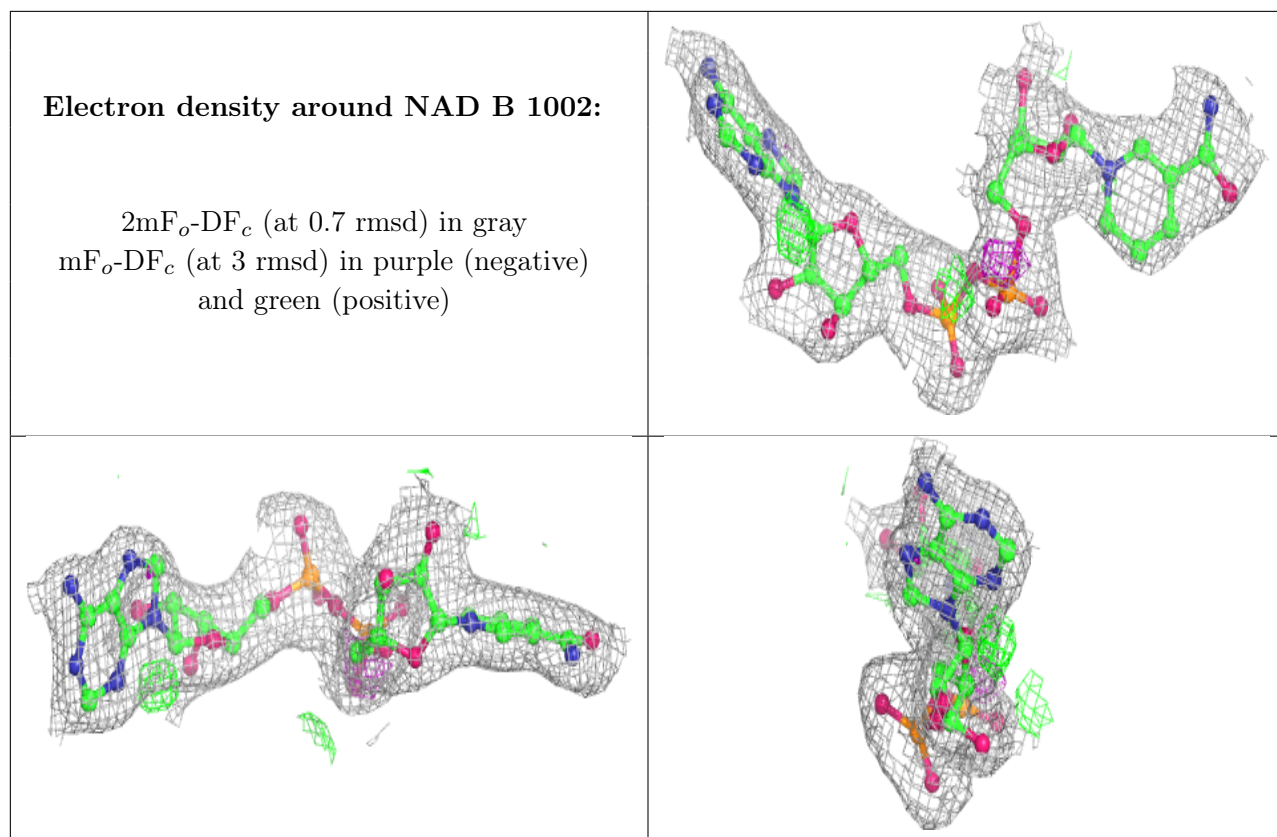 Electron density around NAD B 1002:
2mFo-DFc (at 0.7 rmsd) in gray
mFo-DFc (at 3 rmsd) in purple (negative)
and green (positive)